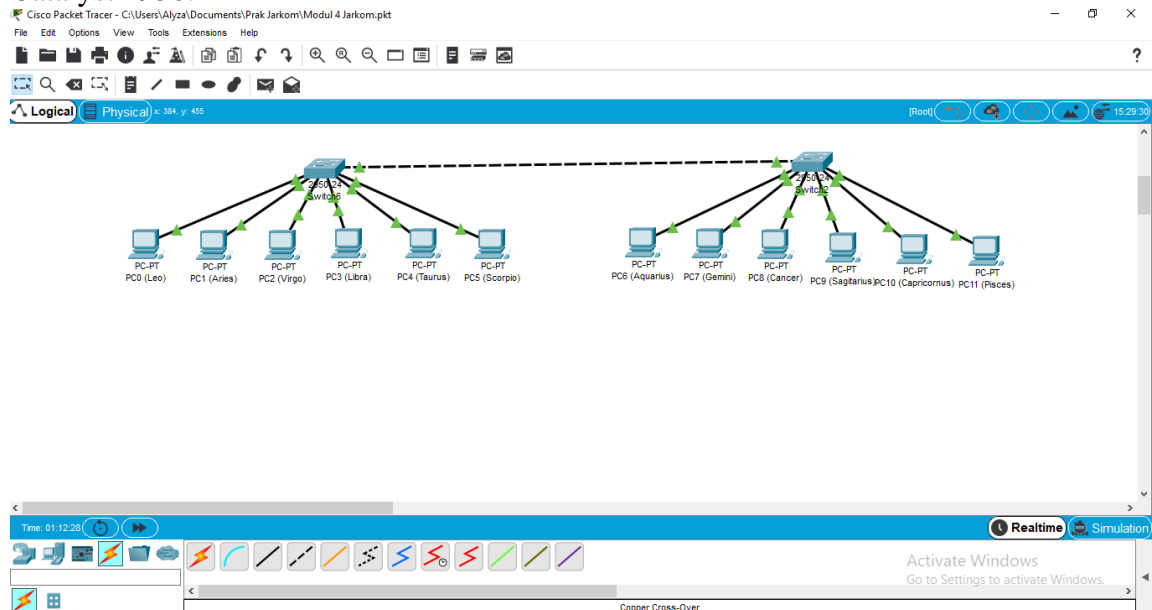 Cisco Packet Tracer - C:\Users\Alyza\Documents\Prak Jarkom\Modul 4 Jarkom.pkt
File Edit Options View Tools Extensions Help
?
Logical Physical x: 384, y: 455 [Root] 15:29:30
2950-24
Switch6
2950-24
Switch2
PC-PT
PC0 (Leo)
PC-PT
PC1 (Aries)
PC-PT
PC2 (Virgo)
PC-PT
PC3 (Libra)
PC-PT
PC4 (Taurus)
PC-PT
PC5 (Scorpio)
PC-PT
PC6 (Aquarius)
PC-PT
PC7 (Gemini)
PC-PT
PC8 (Cancer)
PC-PT
PC9 (Sagitarius)
PC-PT
PC10 (Capricornus)
PC-PT
PC11 (Pisces)
Time: 01:12:28 Realtime Simulation
Activate Windows
Go to Settings to activate Windows.
Copper Cross-Over